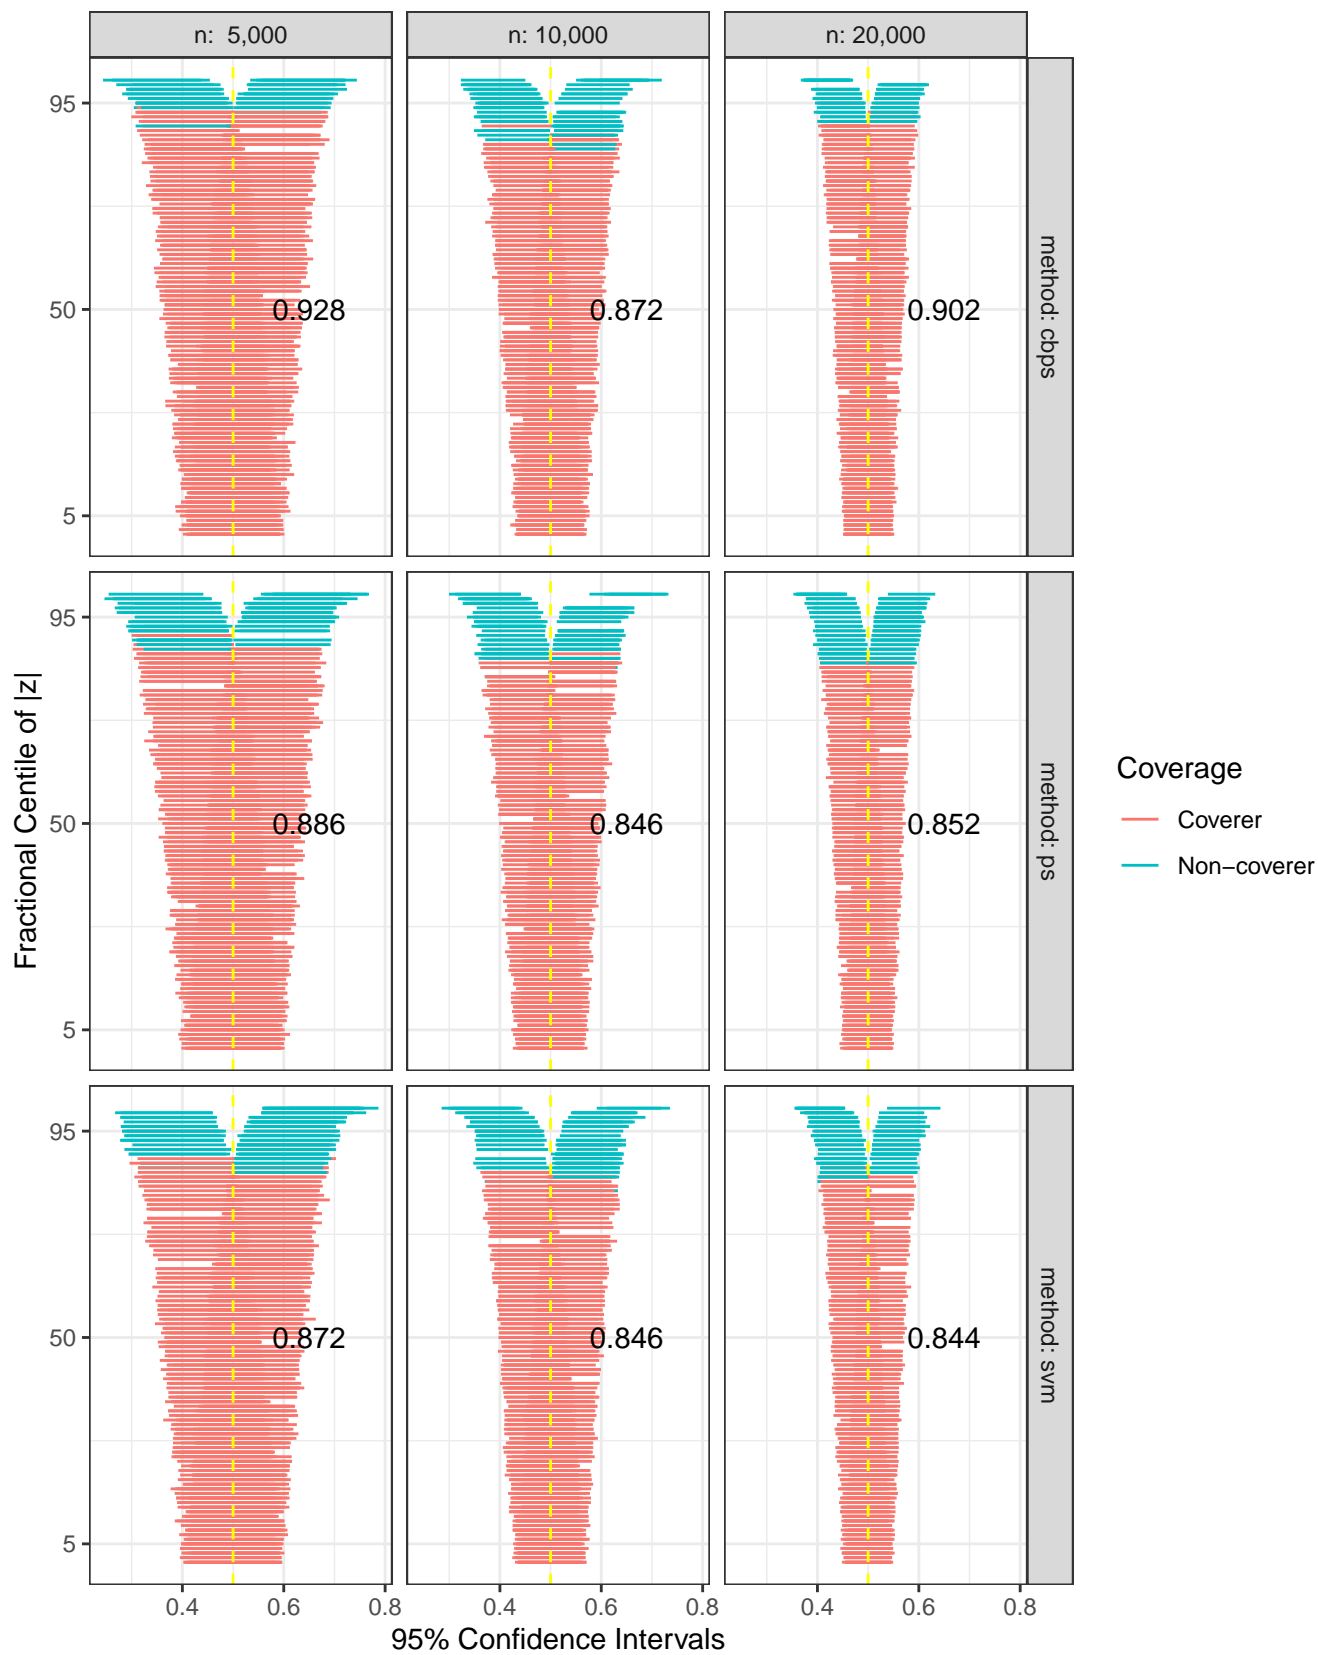 n: 5,000
n: 10,000
n: 20,000
95
50
5
0.928
0.872
0.902
method: cbps
95
50
5
0.886
0.846
0.852
method: ps
95
50
5
0.872
0.846
0.844
method: svm
Fractional Centile of |z|
0.4 0.6 0.8
0.4 0.6 0.8
0.4 0.6 0.8
95% Confidence Intervals
Coverage
Coverer
Non−coverer